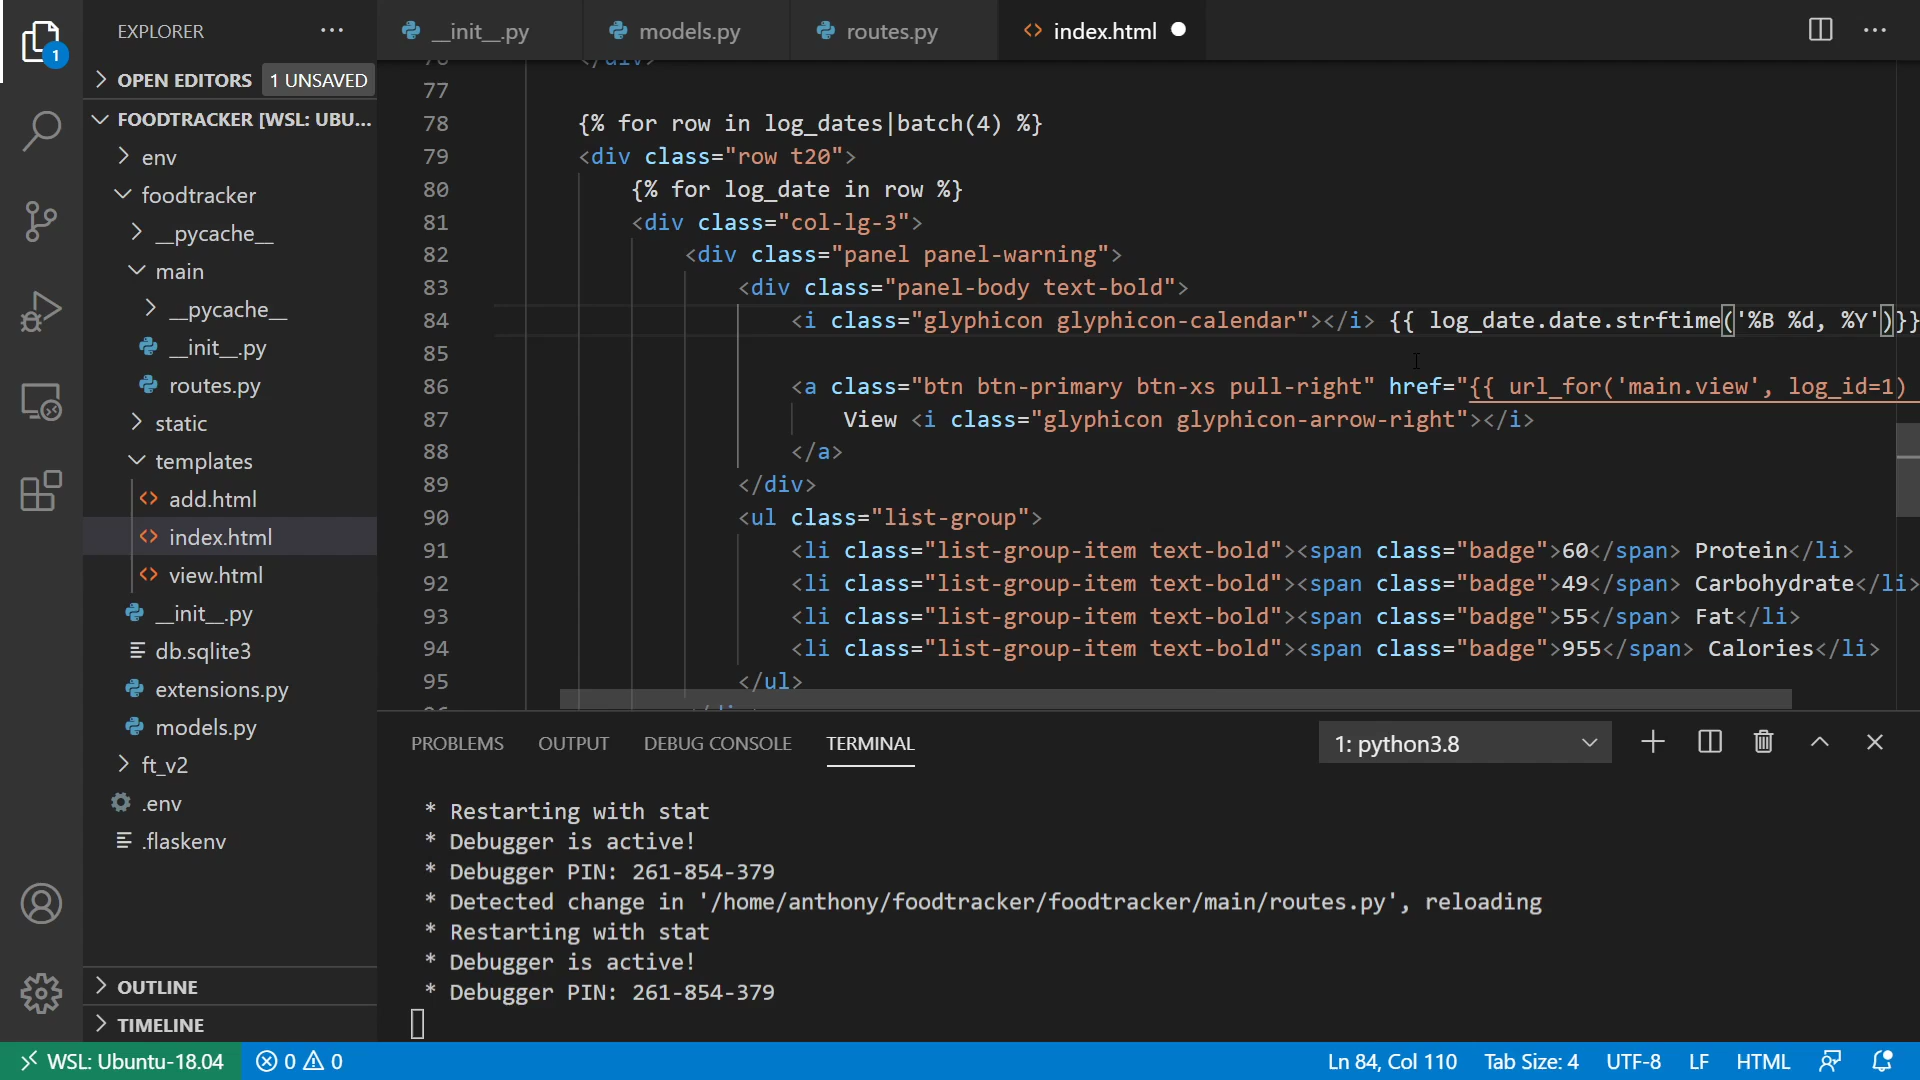 EXPLORER
1
__init__.py
models.py
routes.py
index.html
OPEN EDITORS
1 UNSAVED
FOODTRACKER [WSL: UBU...
env
foodtracker
__pycache__
main
__pycache__
__init__.py
routes.py
static
templates
add.html
index.html
view.html
__init__.py
db.sqlite3
extensions.py
models.py
ft_v2
.env
.flaskenv
OUTLINE
TIMELINE
76 </div>
77
78 {% for row in log_dates|batch(4) %}
79 <div class="row t20">
80 {% for log_date in row %}
81 <div class="col-lg-3">
82 <div class="panel panel-warning">
83 <div class="panel-body text-bold">
84 <i class="glyphicon glyphicon-calendar"></i> {{ log_date.date.strftime('%B %d, %Y')}}
85
86 <a class="btn btn-primary btn-xs pull-right" href="{{ url_for('main.view', log_id=1)
87 View <i class="glyphicon glyphicon-arrow-right"></i>
88 </a>
89 </div>
90 <ul class="list-group">
91 <li class="list-group-item text-bold"><span class="badge">60</span> Protein</li>
92 <li class="list-group-item text-bold"><span class="badge">49</span> Carbohydrate</li>
93 <li class="list-group-item text-bold"><span class="badge">55</span> Fat</li>
94 <li class="list-group-item text-bold"><span class="badge">955</span> Calories</li>
95 </ul>
PROBLEMS OUTPUT DEBUG CONSOLE TERMINAL 1: python3.8
* Restarting with stat
* Debugger is active!
* Debugger PIN: 261-854-379
* Detected change in '/home/anthony/foodtracker/foodtracker/main/routes.py', reloading
* Restarting with stat
* Debugger is active!
* Debugger PIN: 261-854-379
WSL: Ubuntu-18.04 0 0 Ln 84, Col 110 Tab Size: 4 UTF-8 LF HTML